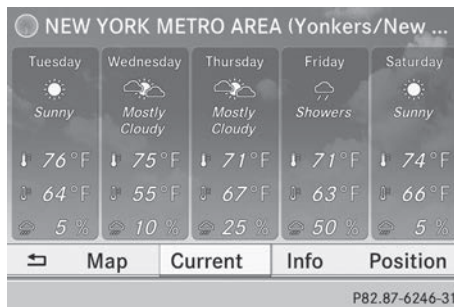 NEW YORK METRO AREA (Yonkers/New ...
Tuesday Wednesday Thursday Friday Saturday
Sunny Mostly Cloudy Mostly Cloudy Showers Sunny
76°F 75°F 71°F 71°F 74°F
64°F 55°F 67°F 63°F 66°F
5 % 10 % 25 % 50 % 5 %
Map Current Info Position
P82.87-6246-31